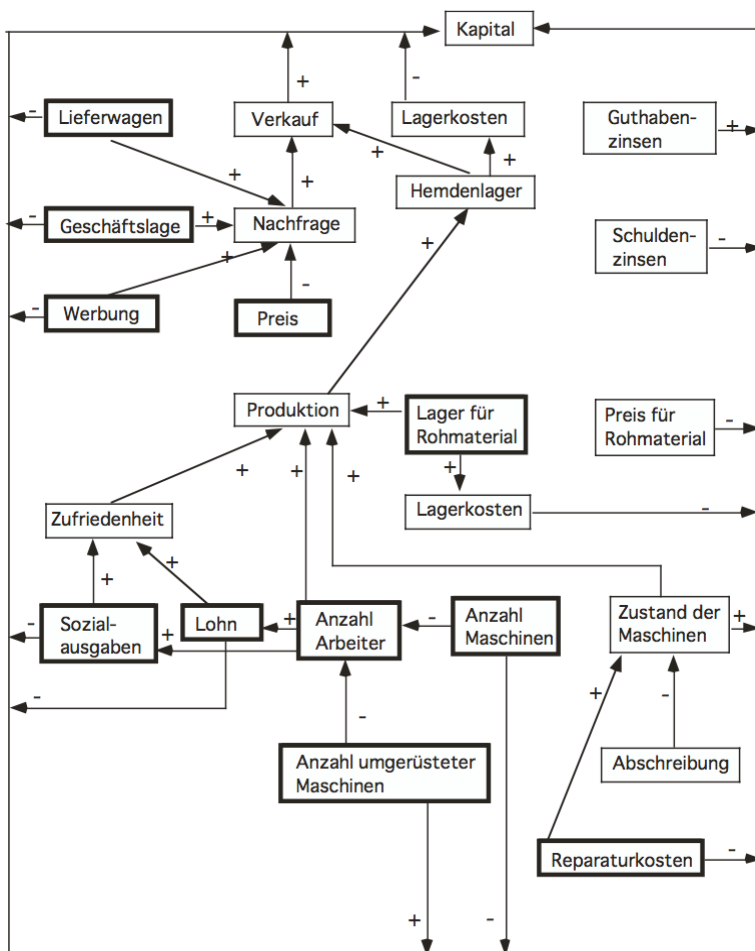 Kapital
+
-
-
Lieferwagen
Verkauf
Lagerkosten
Guthaben-
zinsen
+
+
+
+
+
Hemdenlager
-
Geschäftslage
+
Nachfrage
+
+
Schulden-
zinsen
-
-
Werbung
-
Preis
Produktion
+
Lager für
Rohmaterial
Preis für
Rohmaterial
-
+
+
+
+
Zufriedenheit
Lagerkosten
-
+
+
-
Sozial-
ausgaben
+
Lohn
+
Anzahl
Arbeiter
-
Anzahl
Maschinen
Zustand der
Maschinen
+
-
-
+
-
Anzahl umgerüsteter
Maschinen
Abschreibung
Reparaturkosten
-
+
-